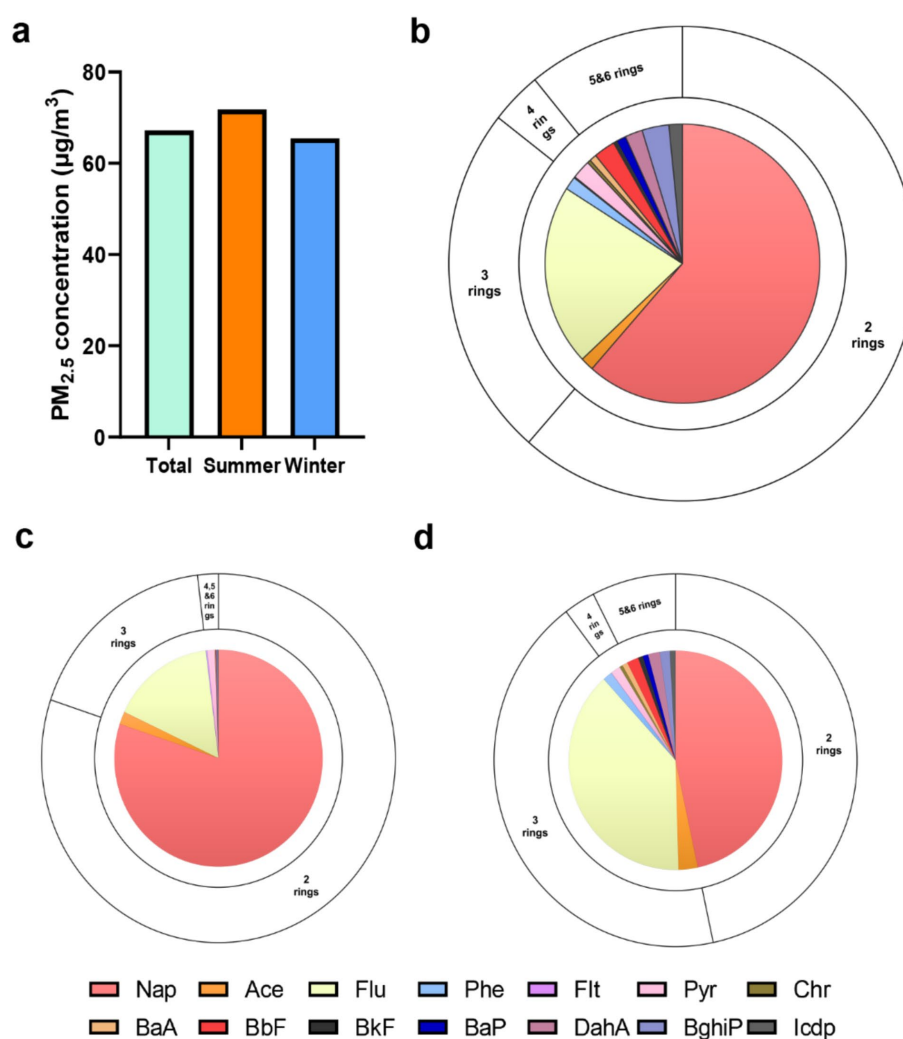 a
PM2.5 concentration (µg/m3)
80
60
40
20
0
Total Summer Winter
b
5&6 rings
4
rin
gs
3
rings
2
rings
c
4,5
&6
rin
gs
3
rings
2
rings
d
5&6 rings
4
rin
gs
3
rings
2
rings
Nap Ace Flu Phe Flt Pyr Chr
BaA BbF BkF BaP DahA BghiP Icdp